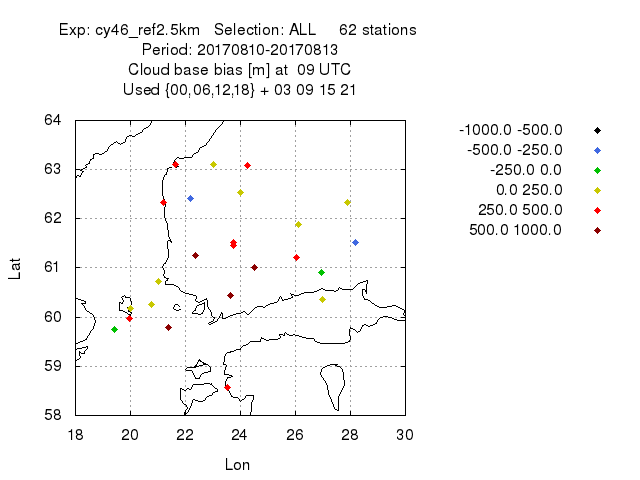 Exp: cy46_ref2.5km   Selection: ALL     62 stations
Period: 20170810-20170813
Cloud base bias [m] at  09 UTC
Used {00,06,12,18} + 03 09 15 21
64
63
62
61
60
59
58
18 20 22 24 26 28 30
Lat
Lon
-1000.0 -500.0
-500.0 -250.0
-250.0 0.0
0.0 250.0
250.0 500.0
500.0 1000.0